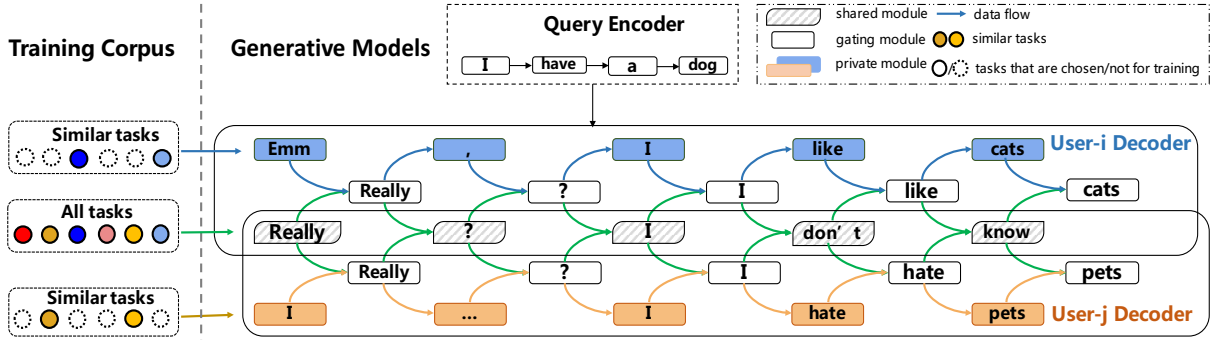 Training Corpus
Generative Models
Query Encoder
I
have
a
dog
shared module
data flow
gating module
similar tasks
private module
tasks that are chosen/not for training
Similar tasks
Emm
,
I
like
cats
User-i Decoder
Really
?
I
like
cats
All tasks
Really
?
I
don't
know
Really
?
I
hate
pets
Similar tasks
I
...
I
hate
pets
User-j Decoder